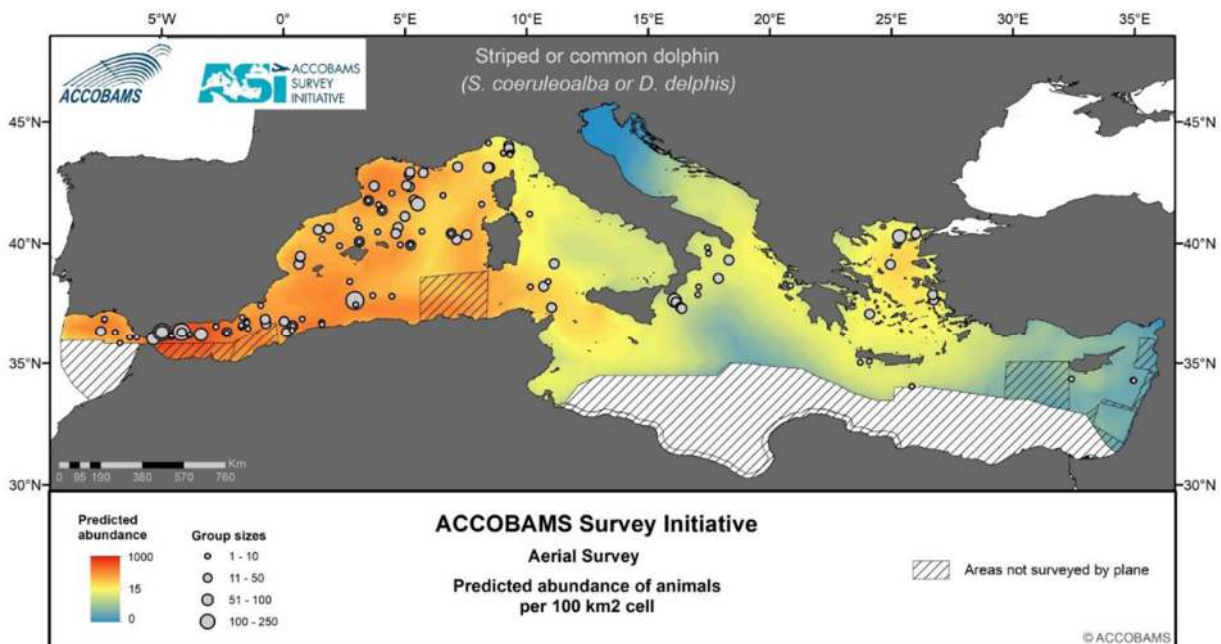 5°W 0° 5°E 10°E 15°E 20°E 25°E 30°E 35°E
ACCOBAMS
ASI ACCOBAMS
SURVEY
INITIATIVE
Striped or common dolphin
(S. coeruleoalba or D. delphis)
45°N 45°N
40°N 40°N
35°N 35°N
30°N 30°N
Km
0 95 190 380 570 760
Predicted
abundance
1000
15
0
Group sizes
1 - 10
11 - 50
51 - 100
100 - 250
ACCOBAMS Survey Initiative
Aerial Survey
Predicted abundance of animals
per 100 km2 cell
Areas not surveyed by plane
© ACCOBAMS